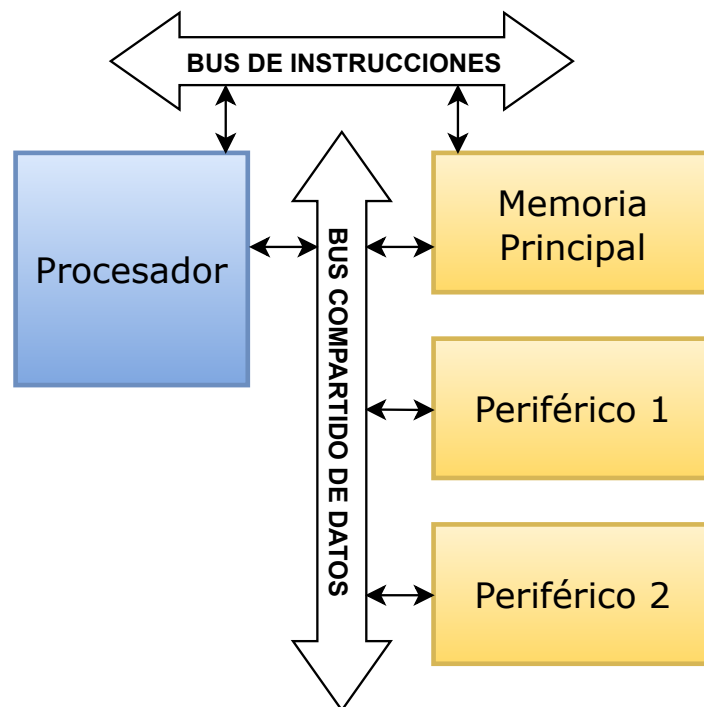 BUS DE INSTRUCCIONES
Procesador
BUS COMPARTIDO DE DATOS
Memoria
Principal
Periférico 1
Periférico 2